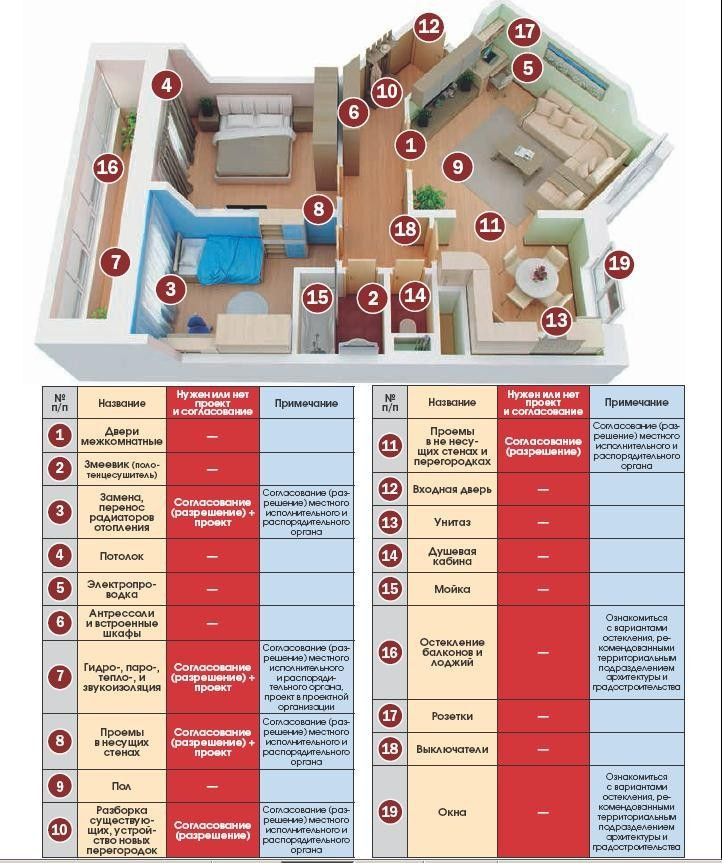 12
17
4
5
10
6
1
16
9
8
11
18
7
19
3
15
2
14
13
№
п/п
Название
Нужен или нет
проект
и согласование
Примечание
1
Двери
межкомнатные
—
2
Змеевик (поло-
тенцесушитель)
—
3
Замена,
перенос
радиаторов
отопления
Согласование
(разрешение) +
проект
Согласование (раз-
решение) местного
исполнительного и
распорядительного
органа
4
Потолок
—
5
Электропро-
водка
—
6
Антрессоли
и встроенные
шкафы
—
7
Гидро-, паро-,
тепло-, и
звукоизоляция
Согласование
(разрешение) +
проект
Согласование (раз-
решение) местного
исполнительного
и распоряди-
тельного органа,
проект в проектной
организации
8
Проемы
в несущих
стенах
Согласование
(разрешение) +
проект
Согласование (раз-
решение) местного
исполнительного и
распорядительного
органа
9
Пол
—
10
Разборка
существую-
щих, устрой-
ство новых
перегородок
Согласование
(разрешение)
Согласование (раз-
решение) местного
исполнительного и
распорядительного
органа
№
п/п
Название
Нужен или нет
проект
и согласование
Примечание
11
Проемы
в не несу-
щих стенах и
перегородках
Согласование
(разрешение)
Согласование (раз-
решение) местного
исполнительного и
распорядительного
органа
12
Входная дверь
—
13
Унитаз
—
14
Душевая
кабина
—
15
Мойка
—
16
Остекление
балконов и
лоджий
—
Ознакомиться
с вариантами
остекления, ре-
комендованными
территориальным
подразделением
архитектуры и
градостроительства
17
Розетки
—
18
Выключатели
—
19
Окна
—
Ознакомиться
с вариантами
остекления, ре-
комендованными
территориальным
подразделением
архитектуры и
градостроительства